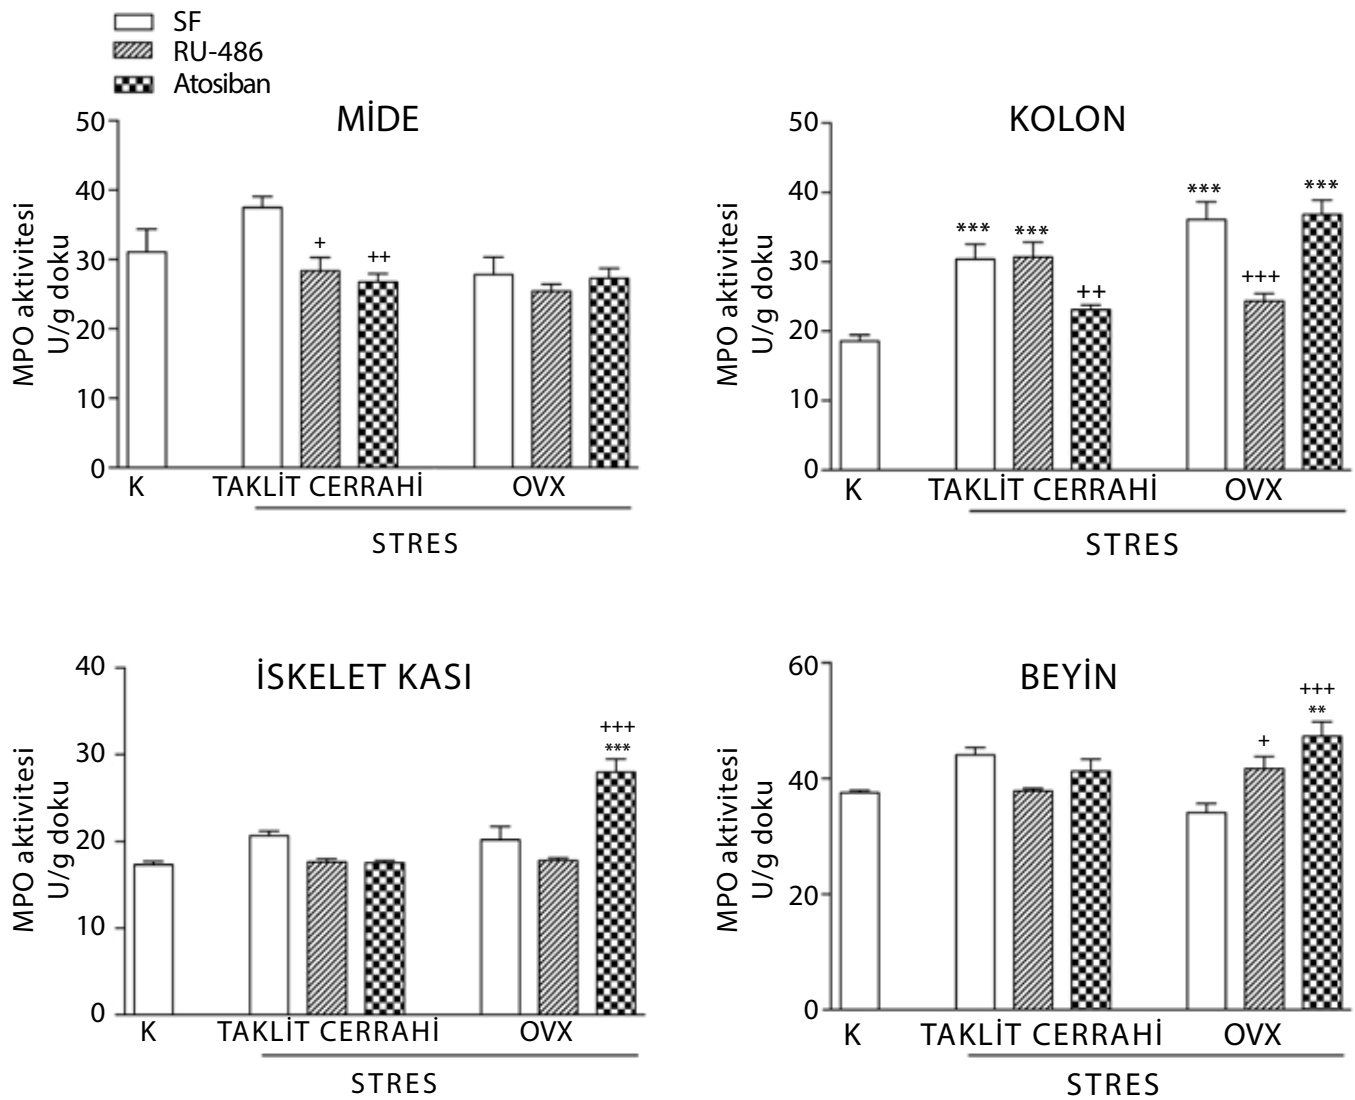 SF
RU-486
Atosiban
MİDE
50
40
30
20
10
0
MPO aktivitesi
U/g doku
+
++
K TAKLİT CERRAHİ OVX
STRES
KOLON
50
40
30
20
10
0
MPO aktivitesi
U/g doku
*** *** ++ *** +++ ***
K TAKLİT CERRAHİ OVX
STRES
İSKELET KASI
40
30
20
10
0
MPO aktivitesi
U/g doku
+++
***
K TAKLİT CERRAHİ OVX
STRES
BEYİN
60
40
20
0
MPO aktivitesi
U/g doku
+
+++
**
K TAKLİT CERRAHİ OVX
STRES